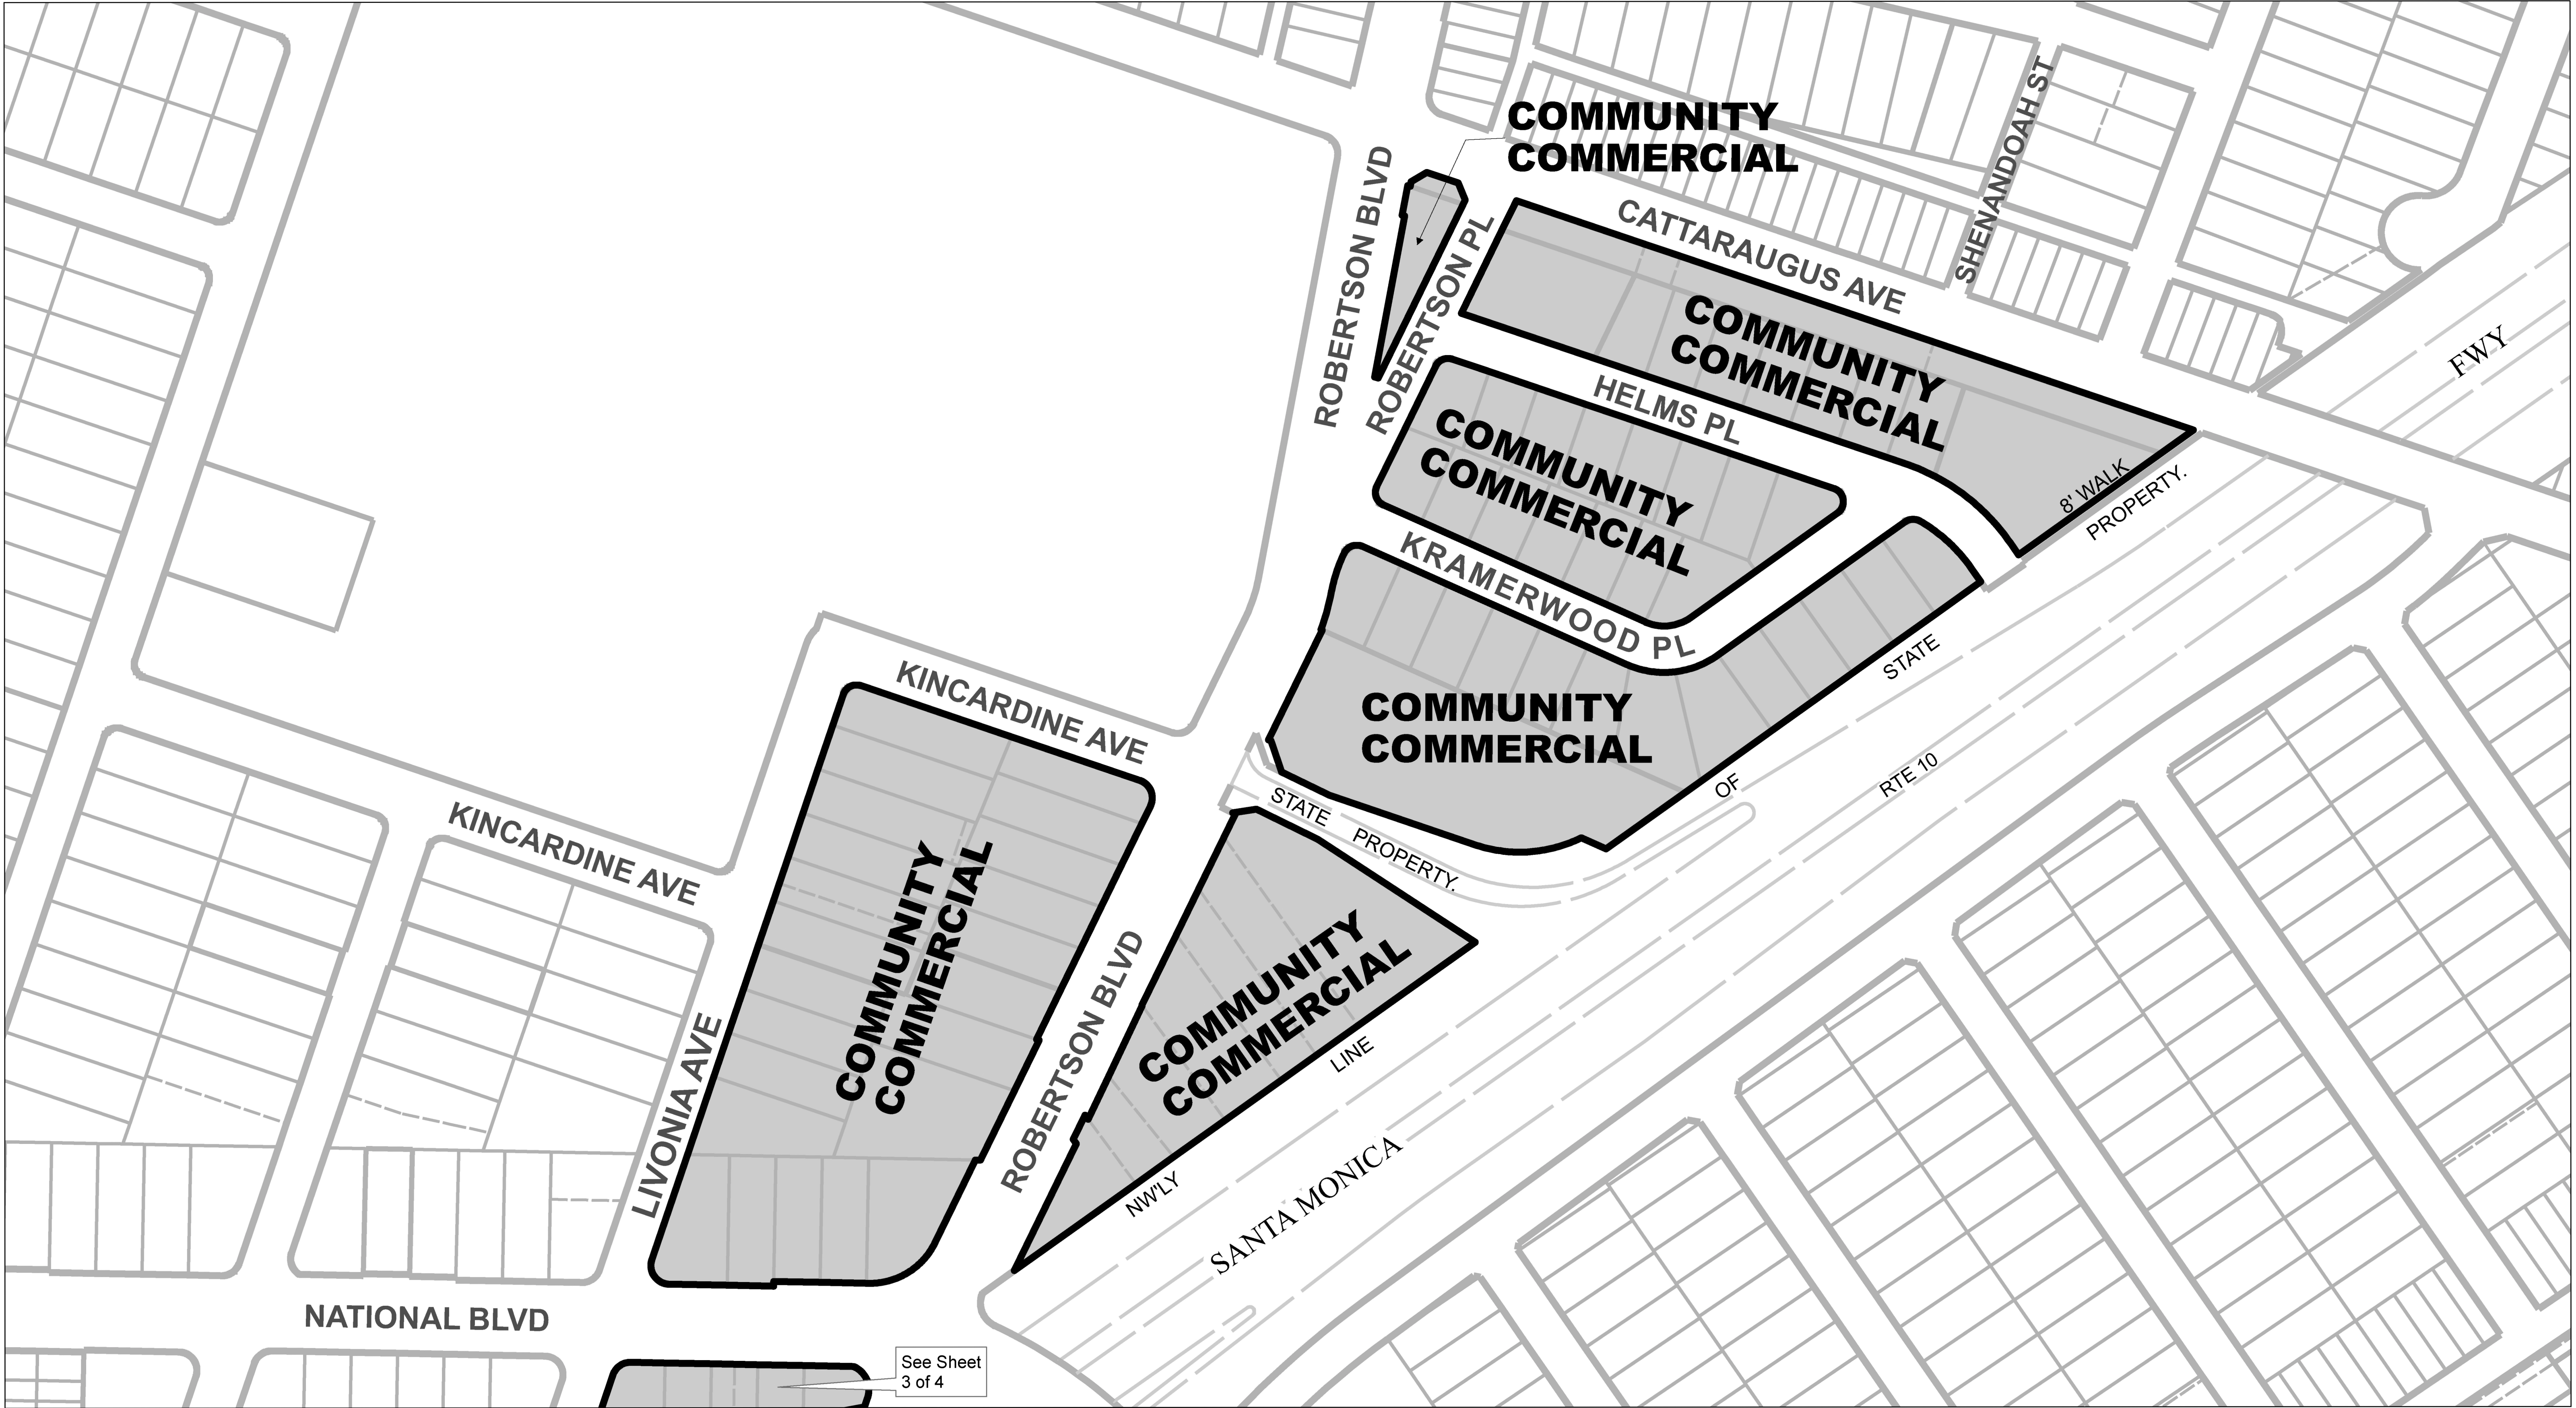 COMMUNITY
COMMERCIAL
SHENANDOAH ST
ROBERTSON BLVD
ROBERTSON PL
CATTARAUGUS AVE
COMMUNITY
COMMERCIAL
FWY
HELMS PL
COMMUNITY
COMMERCIAL
8' WALK
PROPERTY.
KRAMERWOOD PL
STATE
KINCARDINE AVE
COMMUNITY
COMMERCIAL
OF
RTE 10
KINCARDINE AVE
STATE PROPERTY.
COMMUNITY
COMMERCIAL
ROBERTSON BLVD
COMMUNITY
COMMERCIAL
LINE
LIVONIA AVE
NW'LY
SANTA MONICA
NATIONAL BLVD
See Sheet
3 of 4